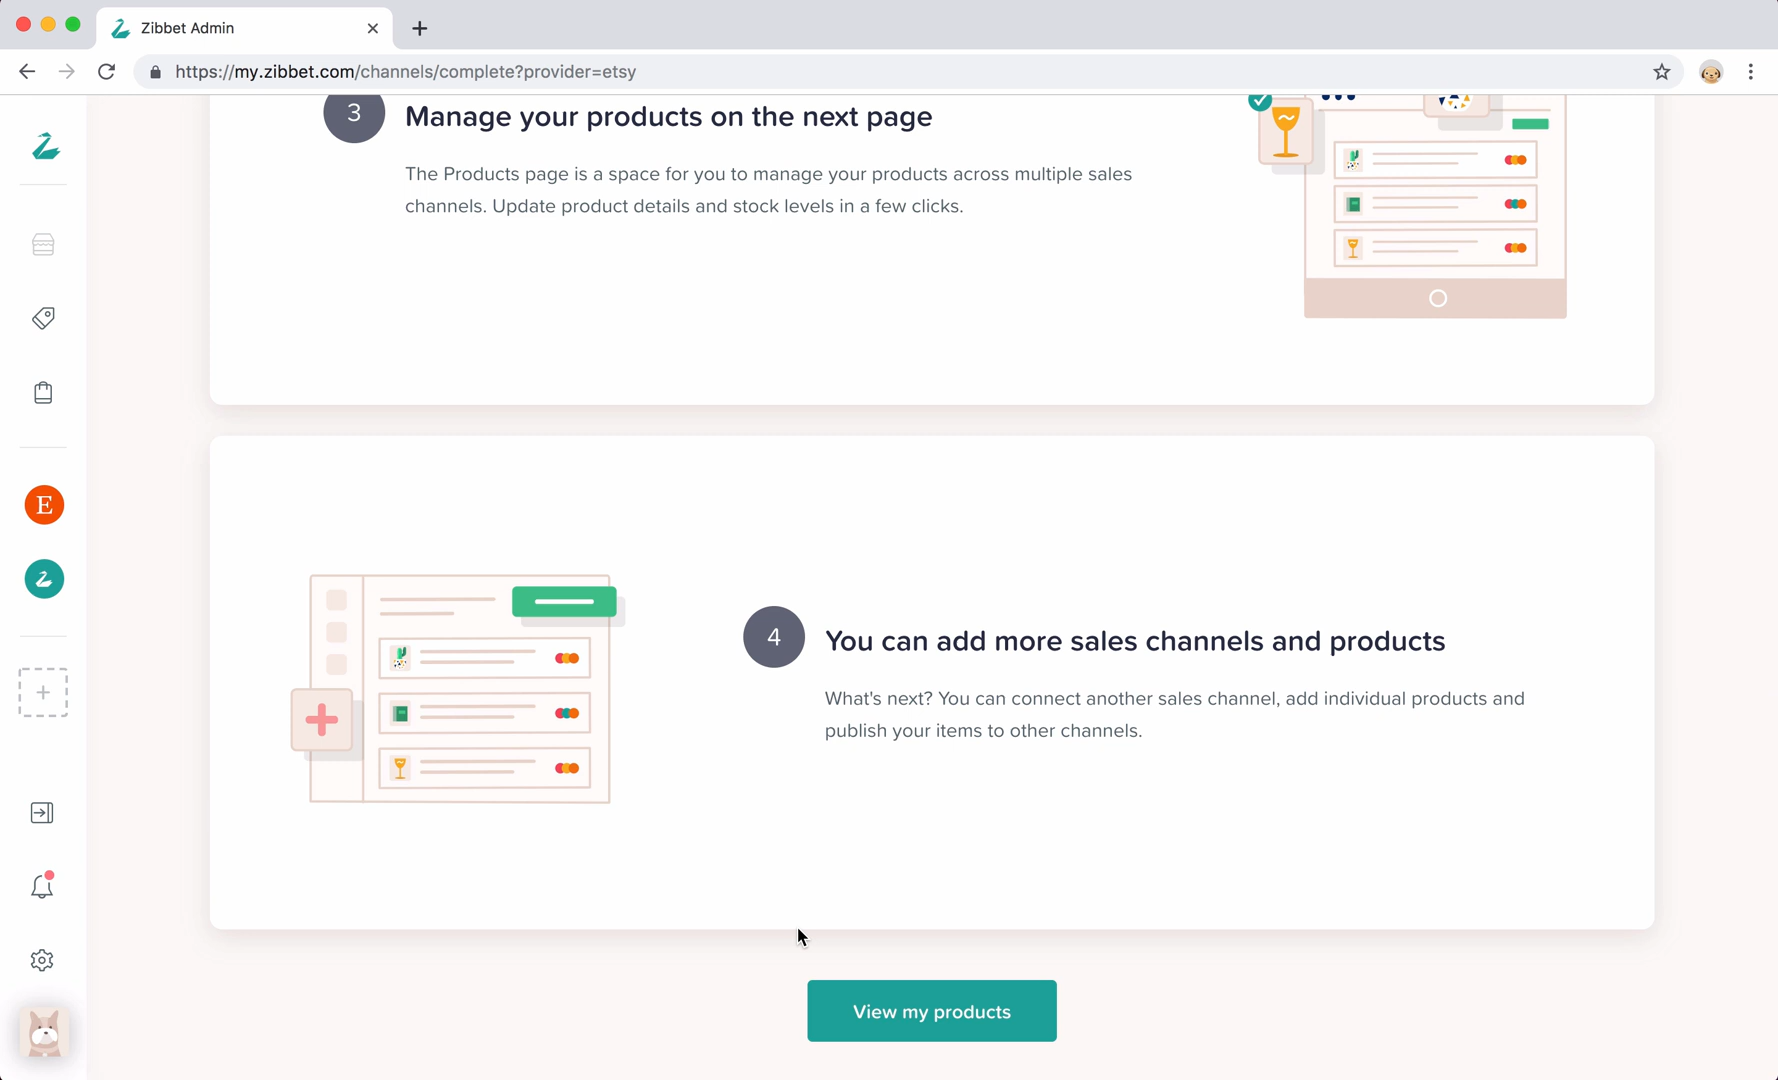 Zibbet Admin
https://my.zibbet.com/channels/complete?provider=etsy
3
Manage your products on the next page
The Products page is a space for you to manage your products across multiple sales
channels. Update product details and stock levels in a few clicks.
E
4
You can add more sales channels and products
What's next? You can connect another sales channel, add individual products and
publish your items to other channels.
View my products